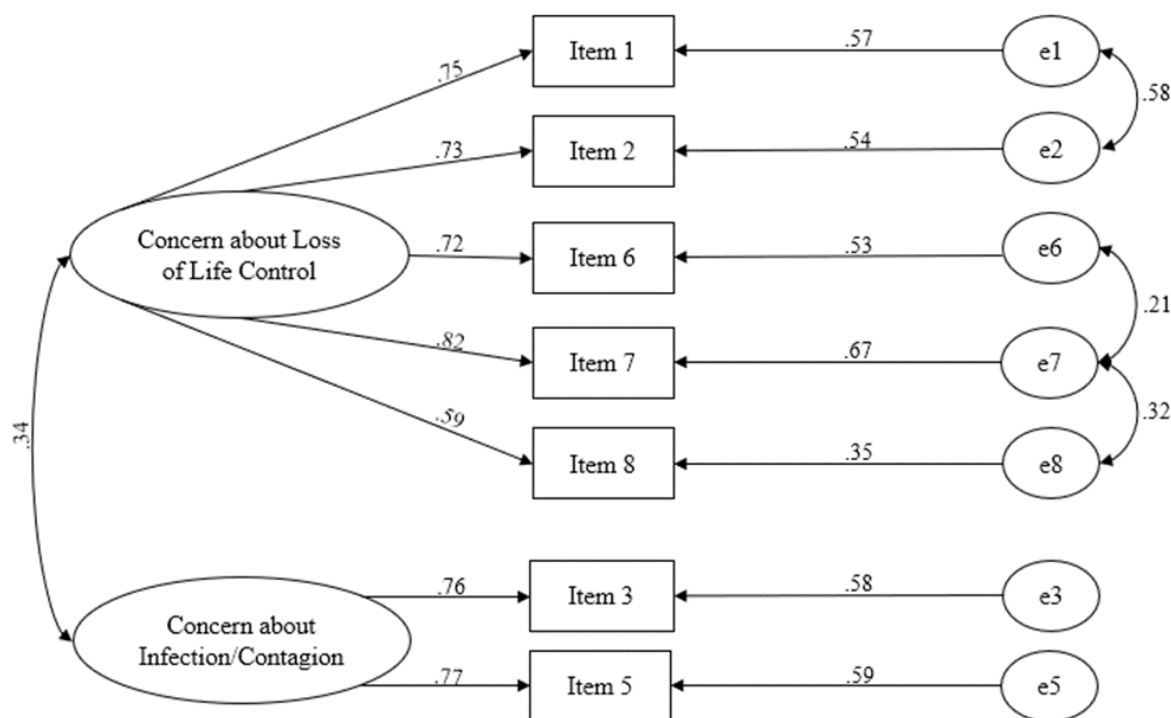 Item 1
.57
e1
.75
.58
.73
Item 2
.54
e2
Concern about Loss
of Life Control
.72
Item 6
.53
e6
.21
.82
Item 7
.67
e7
.32
.59
Item 8
.35
e8
.34
.76
Item 3
.58
e3
Concern about
Infection/Contagion
.77
Item 5
.59
e5